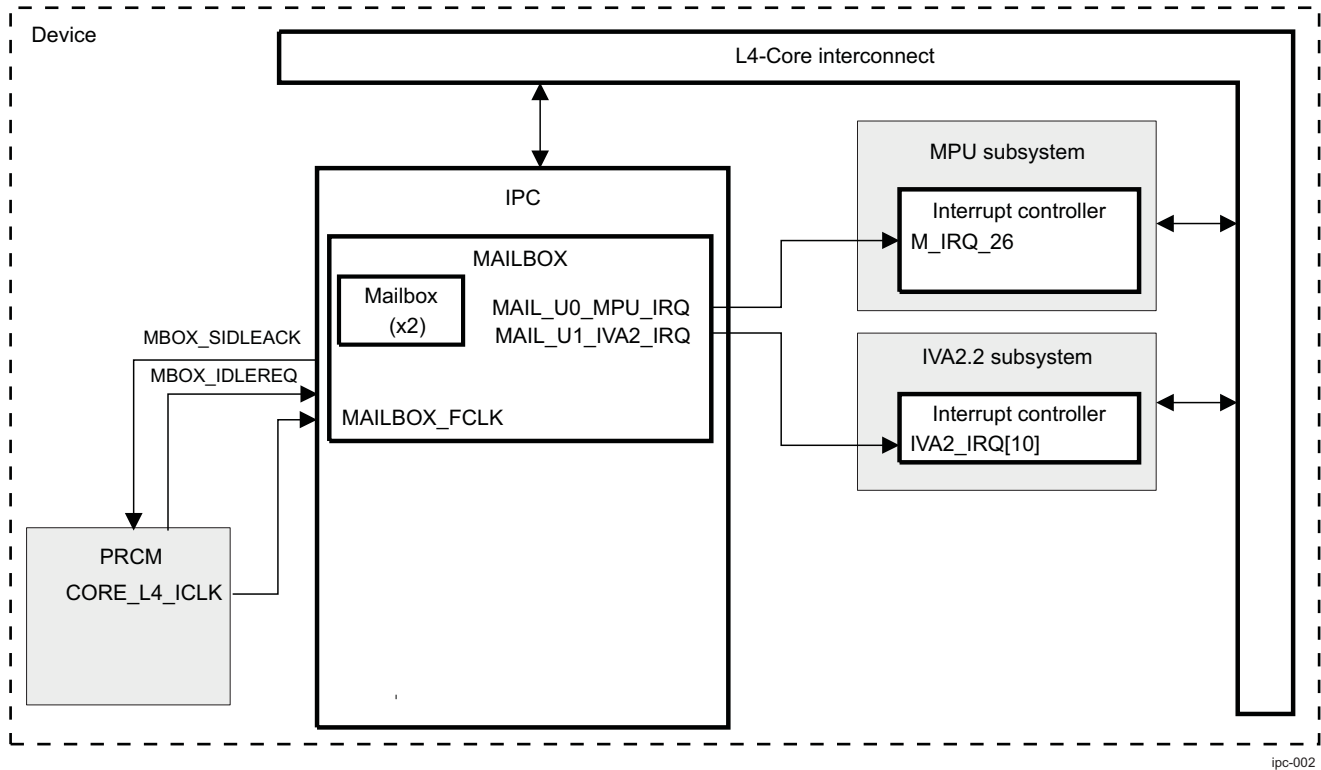 Device
L4-Core interconnect
MPU subsystem
Interrupt controller
M_IRQ_26
IPC
MAILBOX
Mailbox
(x2)
MAIL_U0_MPU_IRQ
MAIL_U1_IVA2_IRQ
MBOX_SIDLEACK
MBOX_IDLEREQ
MAILBOX_FCLK
IVA2.2 subsystem
Interrupt controller
IVA2_IRQ[10]
PRCM
CORE_L4_ICLK
ipc-002